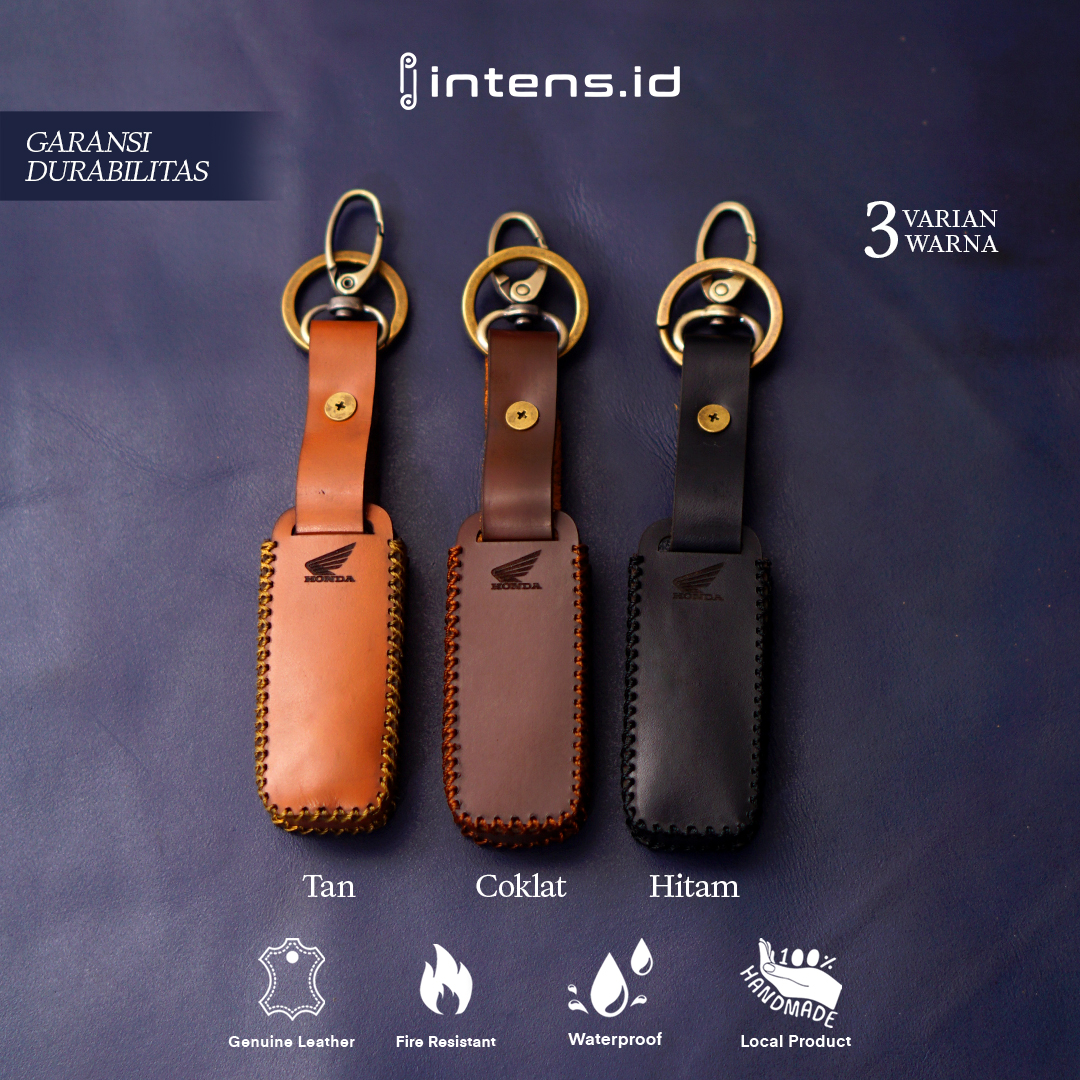 intens.id
GARANSI
DURABILITAS
3 VARIAN
WARNA
HONDA
HONDA
HONDA
Tan
Coklat
Hitam
100%
HANDMADE
Genuine Leather
Fire Resistant
Waterproof
Local Product